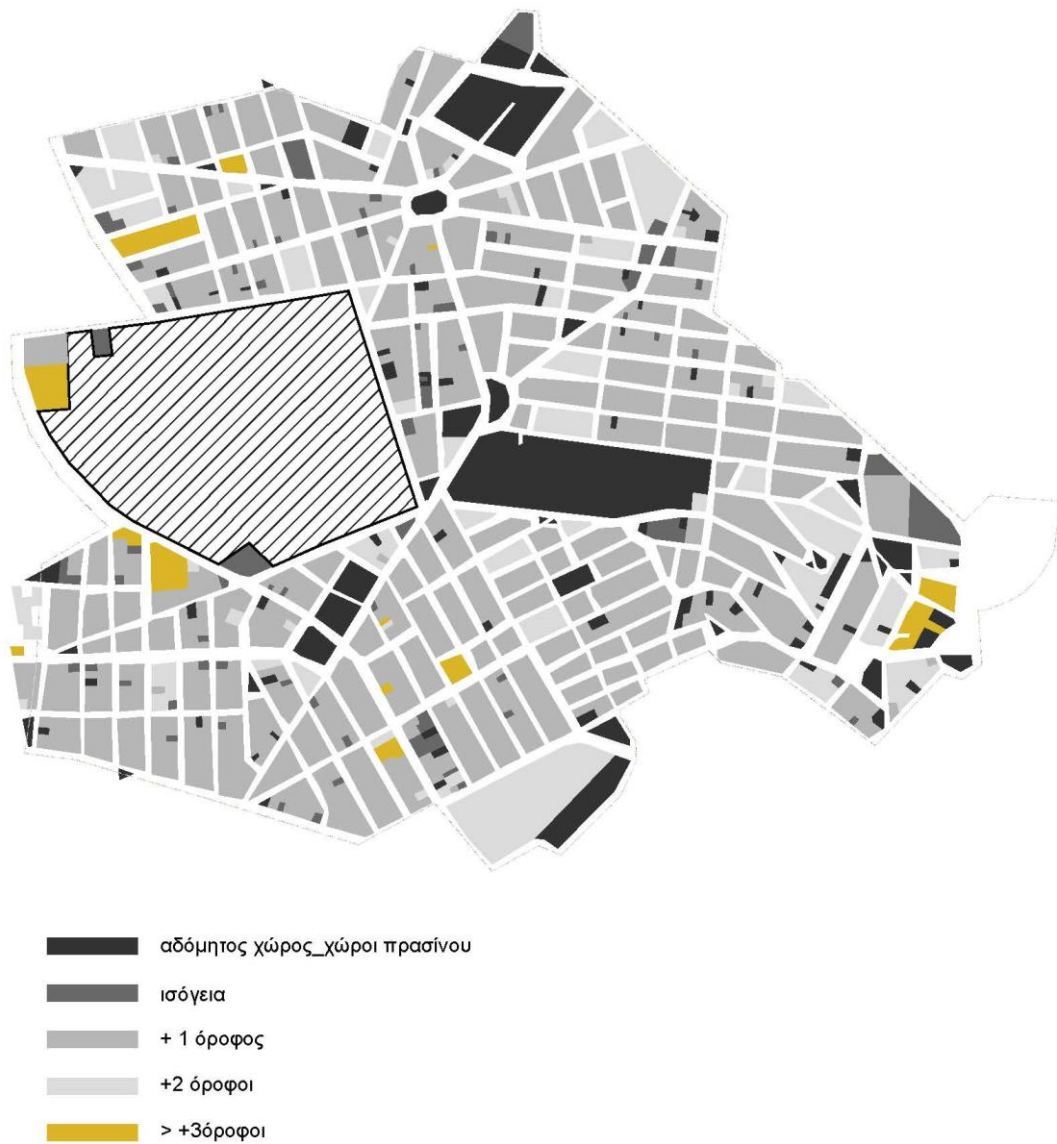 αδόμητος χώρος_χώροι πρασίνου
ισόγεια
+ 1 όροφος
+2 όροφοι
> +3όροφοι